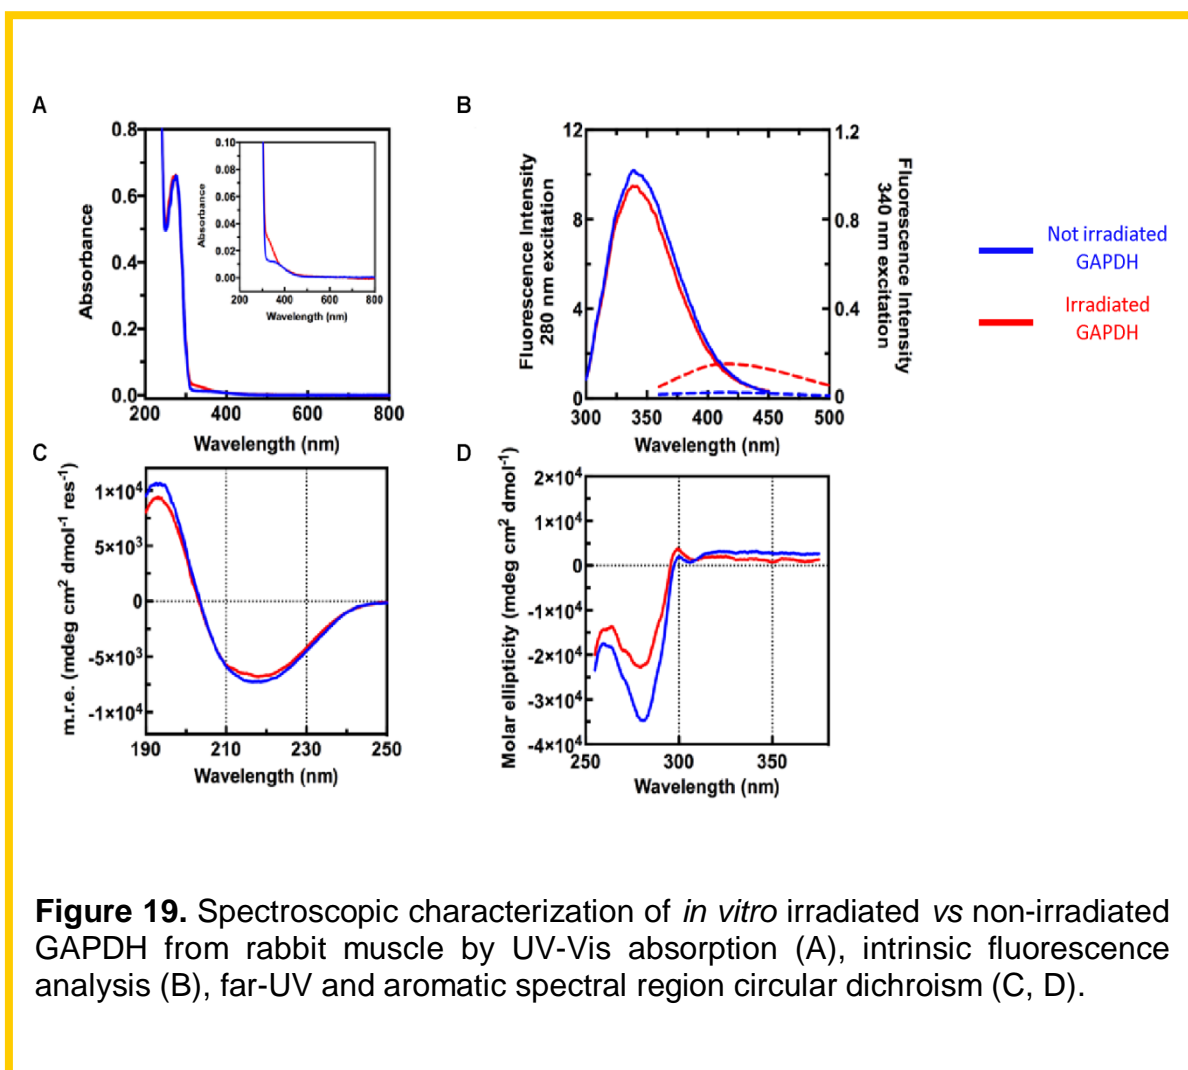 A
0.8
0.6
0.4
0.2
0.0
Absorbance
200 400 600 800
Wavelength (nm)
0.10
0.08
0.06
0.04
0.02
0.00
Absorbance
200 400 600 800
Wavelength (nm)
B
12
8
4
0
Fluorescence Intensity
280 nm excitation
1.2
0.8
0.4
0
Fluorescence Intensity
340 nm excitation
300 350 400 450 500
Wavelength (nm)
Not irradiated
GAPDH
Irradiated
GAPDH
C
m.r.e. (mdeg cm² dmol⁻¹ res⁻¹)
1×10⁴
5×10³
0
-5×10³
-1×10⁴
190 210 230 250
Wavelength (nm)
D
Molar ellipticity (mdeg cm² dmol⁻¹)
2×10⁴
1×10⁴
0
-1×10⁴
-2×10⁴
-3×10⁴
-4×10⁴
250 300 350
Wavelength (nm)
Figure 19. Spectroscopic characterization of in vitro irradiated vs non-irradiated
GAPDH from rabbit muscle by UV-Vis absorption (A), intrinsic fluorescence
analysis (B), far-UV and aromatic spectral region circular dichroism (C, D).